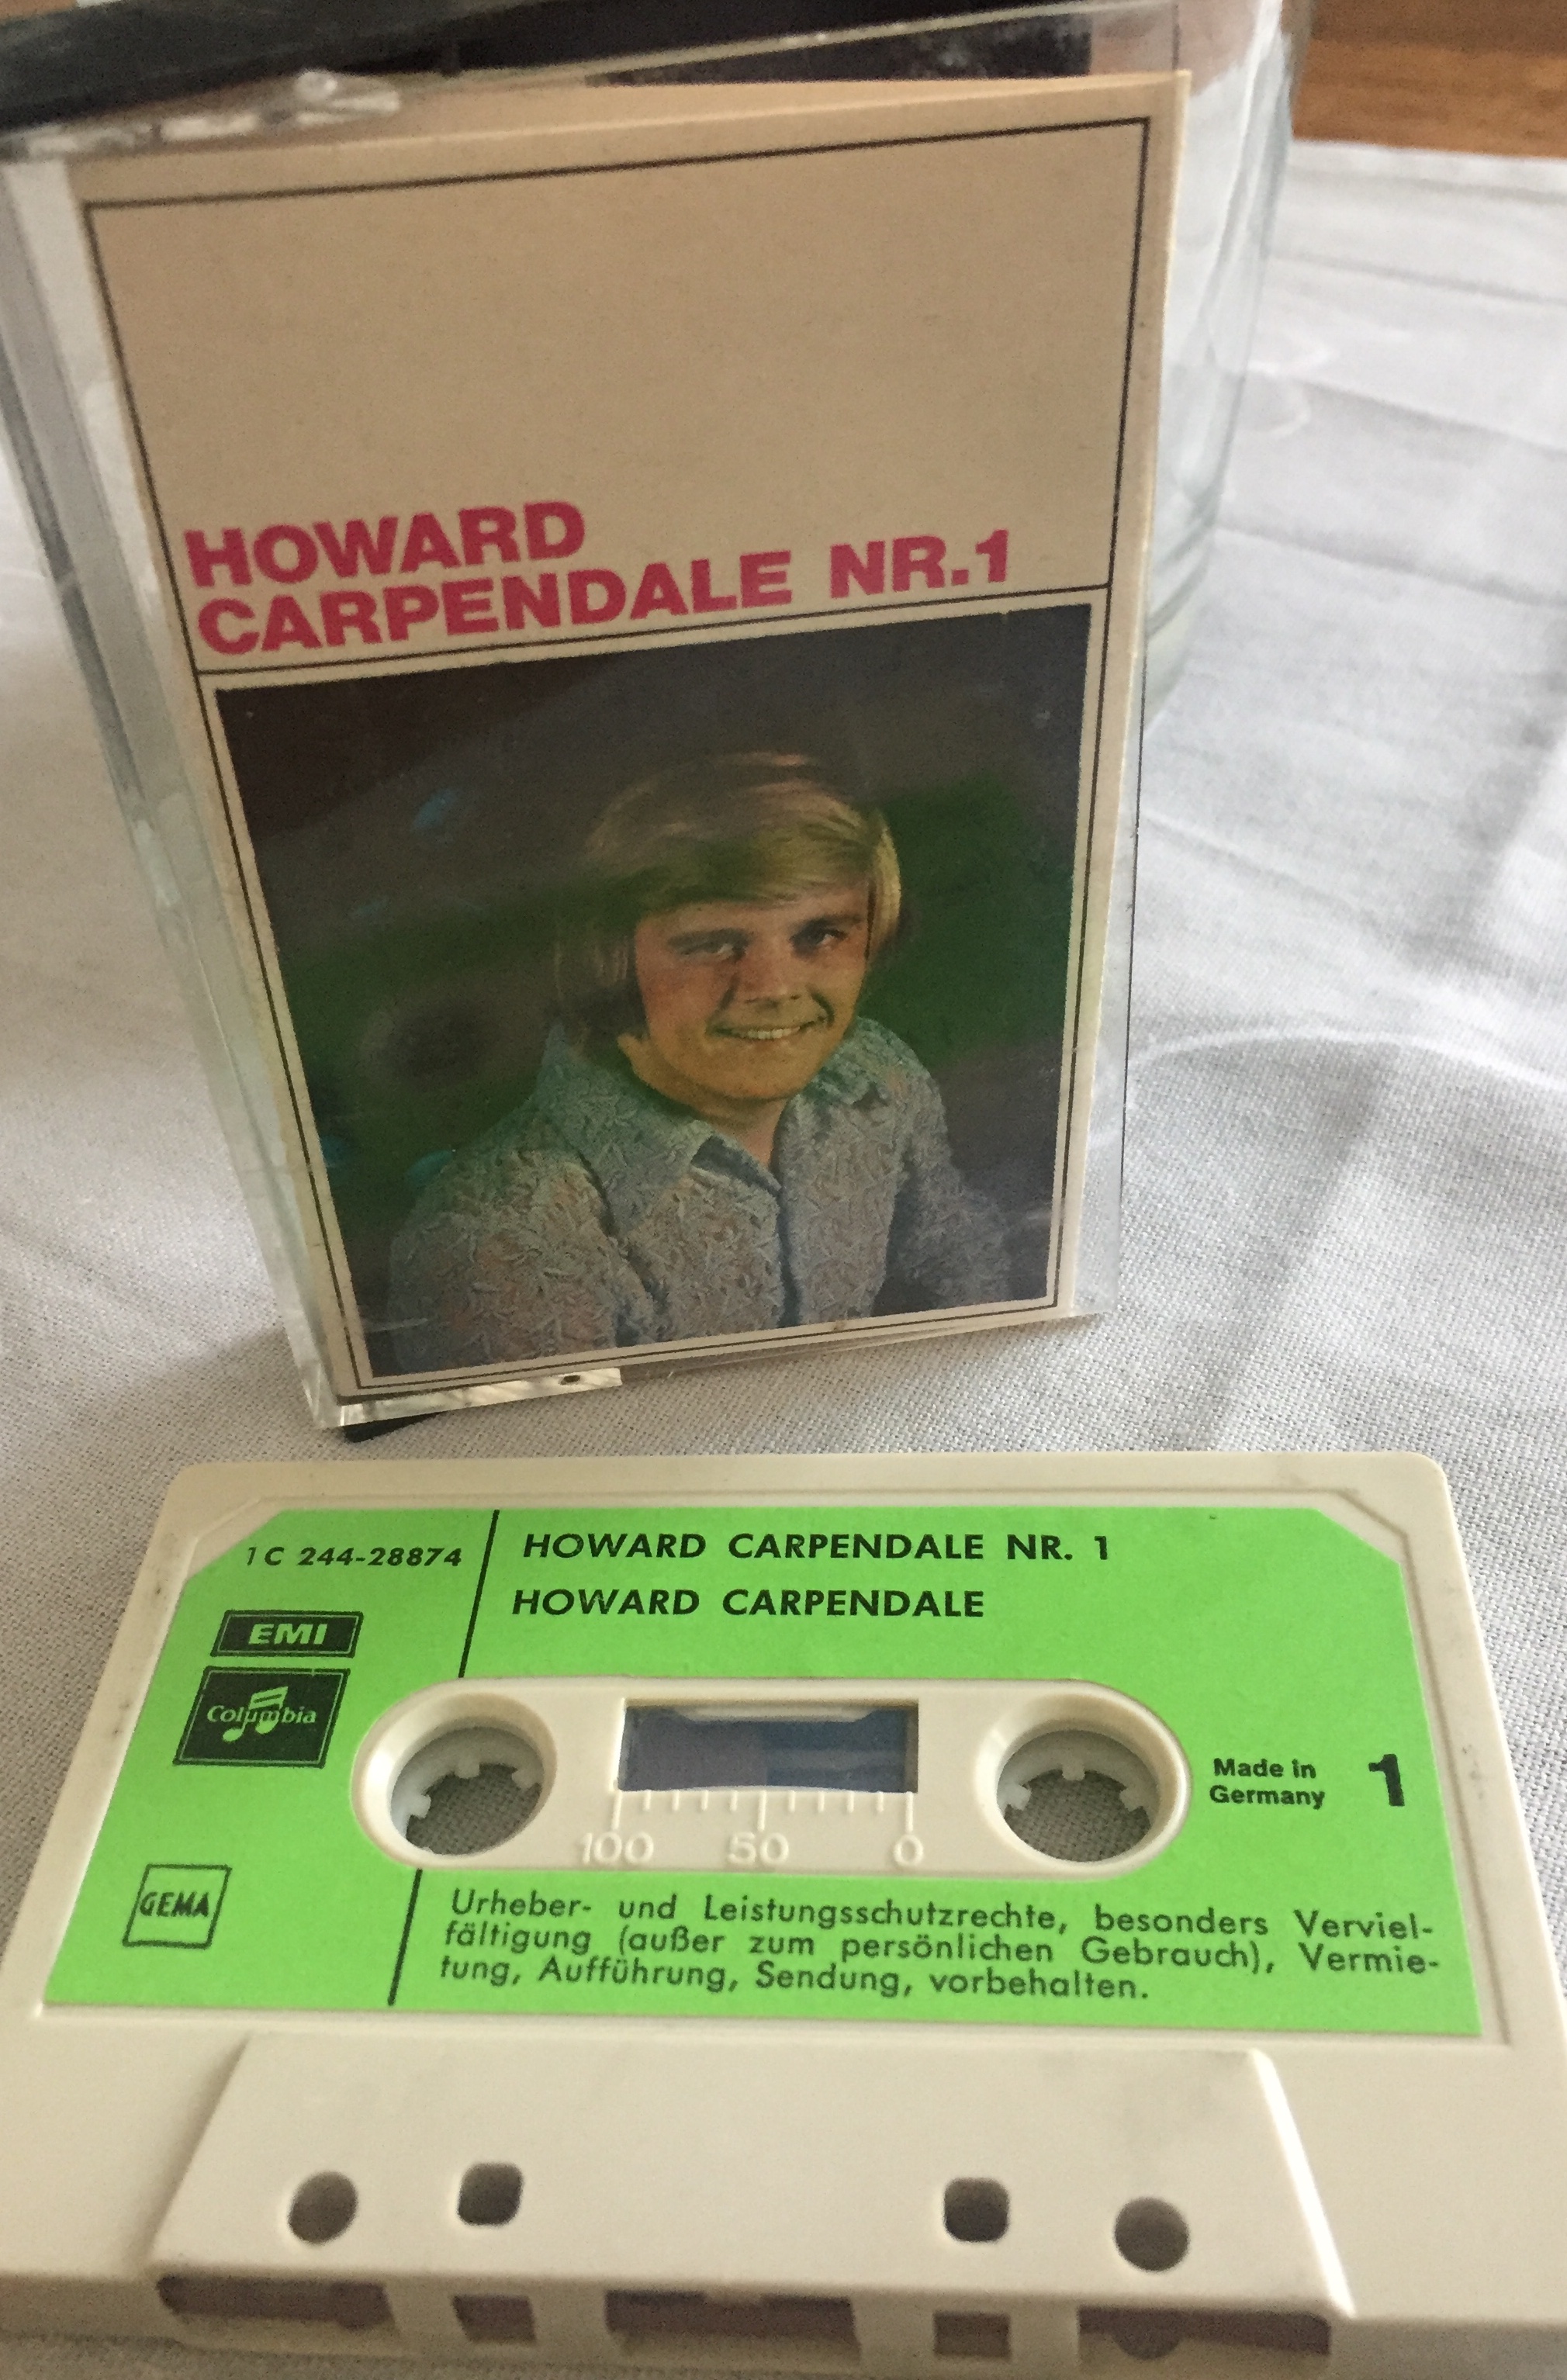 HOWARD
CARPENDALE NR.1
1C 244-28874
HOWARD CARPENDALE NR. 1
HOWARD CARPENDALE
EMI
Columbia
Made in
Germany
1
100 50 0
GEMA
Urheber- und Leistungsschutzrechte, besonders Verviel-
fältigung (außer zum persönlichen Gebrauch), Vermie-
tung, Aufführung, Sendung, vorbehalten.